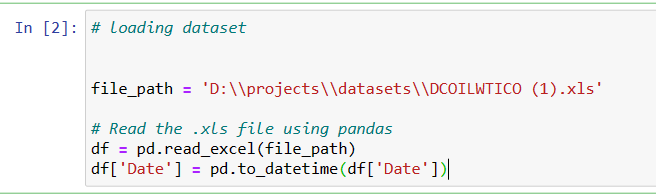 In [2]: # loading dataset
file_path = 'D:\\projects\\datasets\\DCOILWTICO (1).xls'
# Read the .xls file using pandas
df = pd.read_excel(file_path)
df['Date'] = pd.to_datetime(df['Date'])